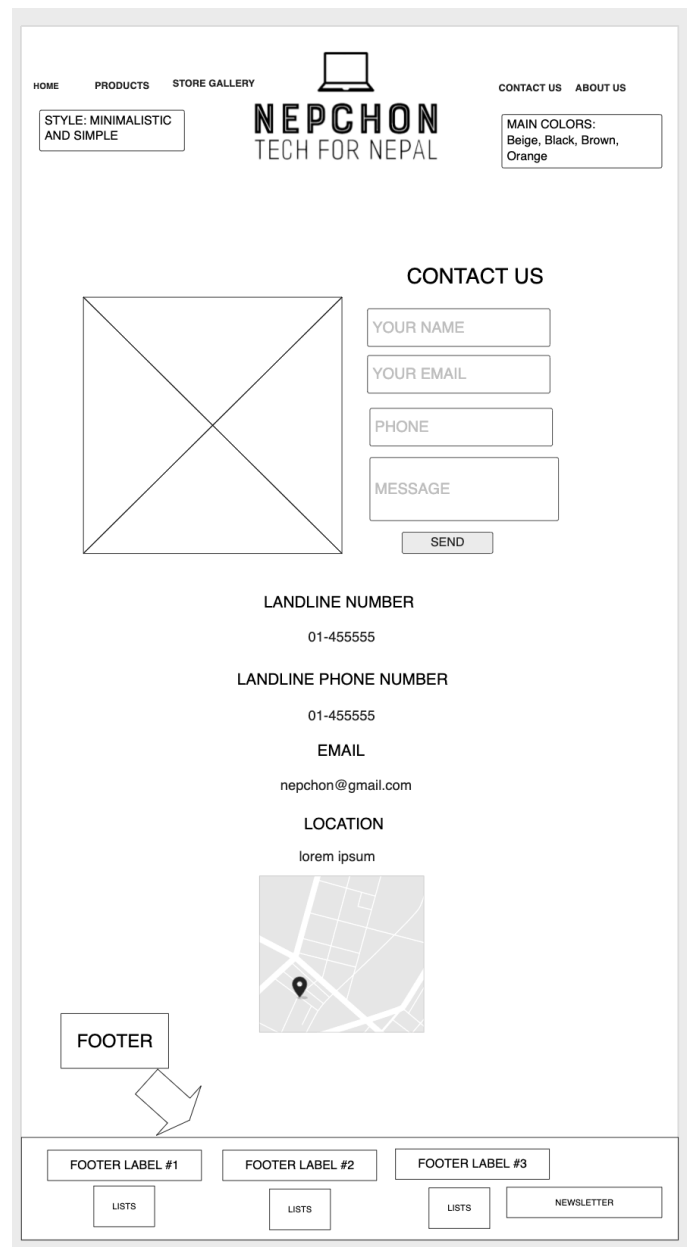 HOME PRODUCTS STORE GALLERY
CONTACT US ABOUT US
NEPCHON
TECH FOR NEPAL
STYLE: MINIMALISTIC
AND SIMPLE
MAIN COLORS:
Beige, Black, Brown,
Orange
CONTACT US
YOUR NAME
YOUR EMAIL
PHONE
MESSAGE
SEND
LANDLINE NUMBER
01-455555
LANDLINE PHONE NUMBER
01-455555
EMAIL
nepchon@gmail.com
LOCATION
lorem ipsum
FOOTER
FOOTER LABEL #1 FOOTER LABEL #2 FOOTER LABEL #3
LISTS LISTS LISTS NEWSLETTER